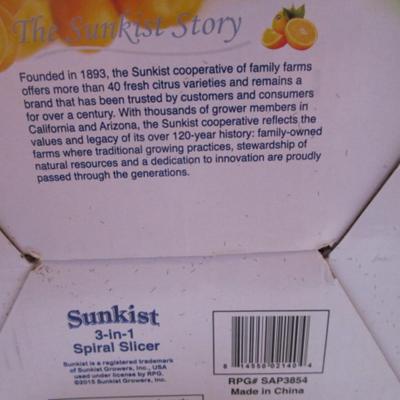 The Sunkist Story
Founded in 1893, the Sunkist cooperative of family farms
offers more than 40 fresh citrus varieties and remains a
brand that has been trusted by customers and consumers
for over a century. With thousands of grower members in
California and Arizona, the Sunkist cooperative reflects the
values and legacy of its over 120-year history: family-owned
farms where traditional growing practices, stewardship of
natural resources and a dedication to innovation are proudly
passed through the generations.
Sunkist
3-in-1
Spiral Slicer
Sunkist is a registered trademark
of Sunkist Growers, Inc., USA
used under license by RPG.
©2015 Sunkist Growers, Inc.
8 14550 02140 4
RPG# SAP3854
Made in China